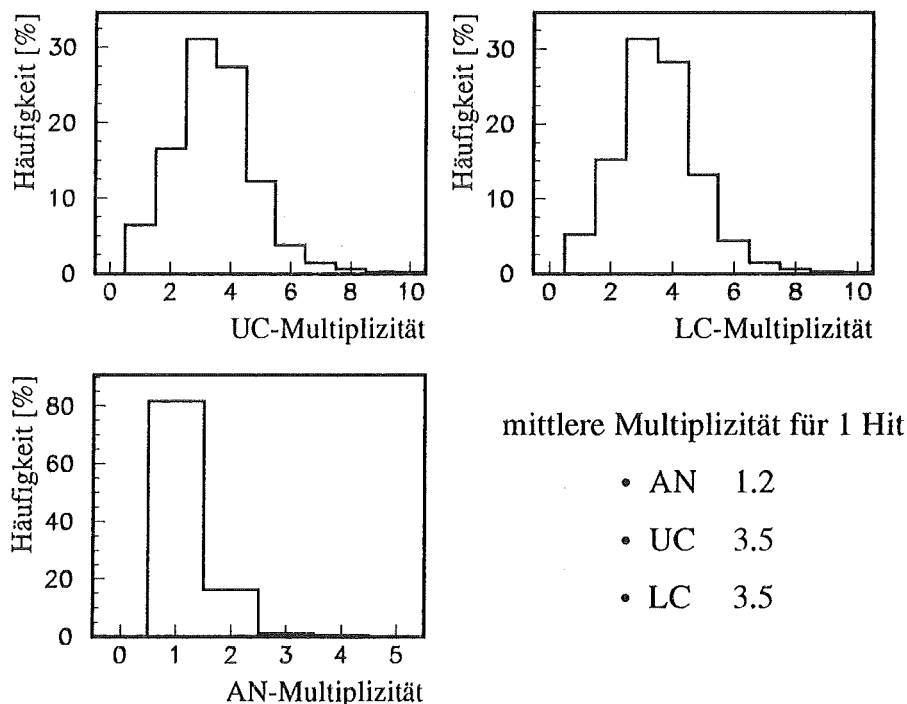 Häufigkeit [%]
30
20
10
0
0 2 4 6 8 10
UC-Multiplizität
Häufigkeit [%]
30
20
10
0
0 2 4 6 8 10
LC-Multiplizität
Häufigkeit [%]
80
60
40
20
0
0 1 2 3 4 5
AN-Multiplizität
mittlere Multiplizität für 1 Hit
• AN 1.2
• UC 3.5
• LC 3.5